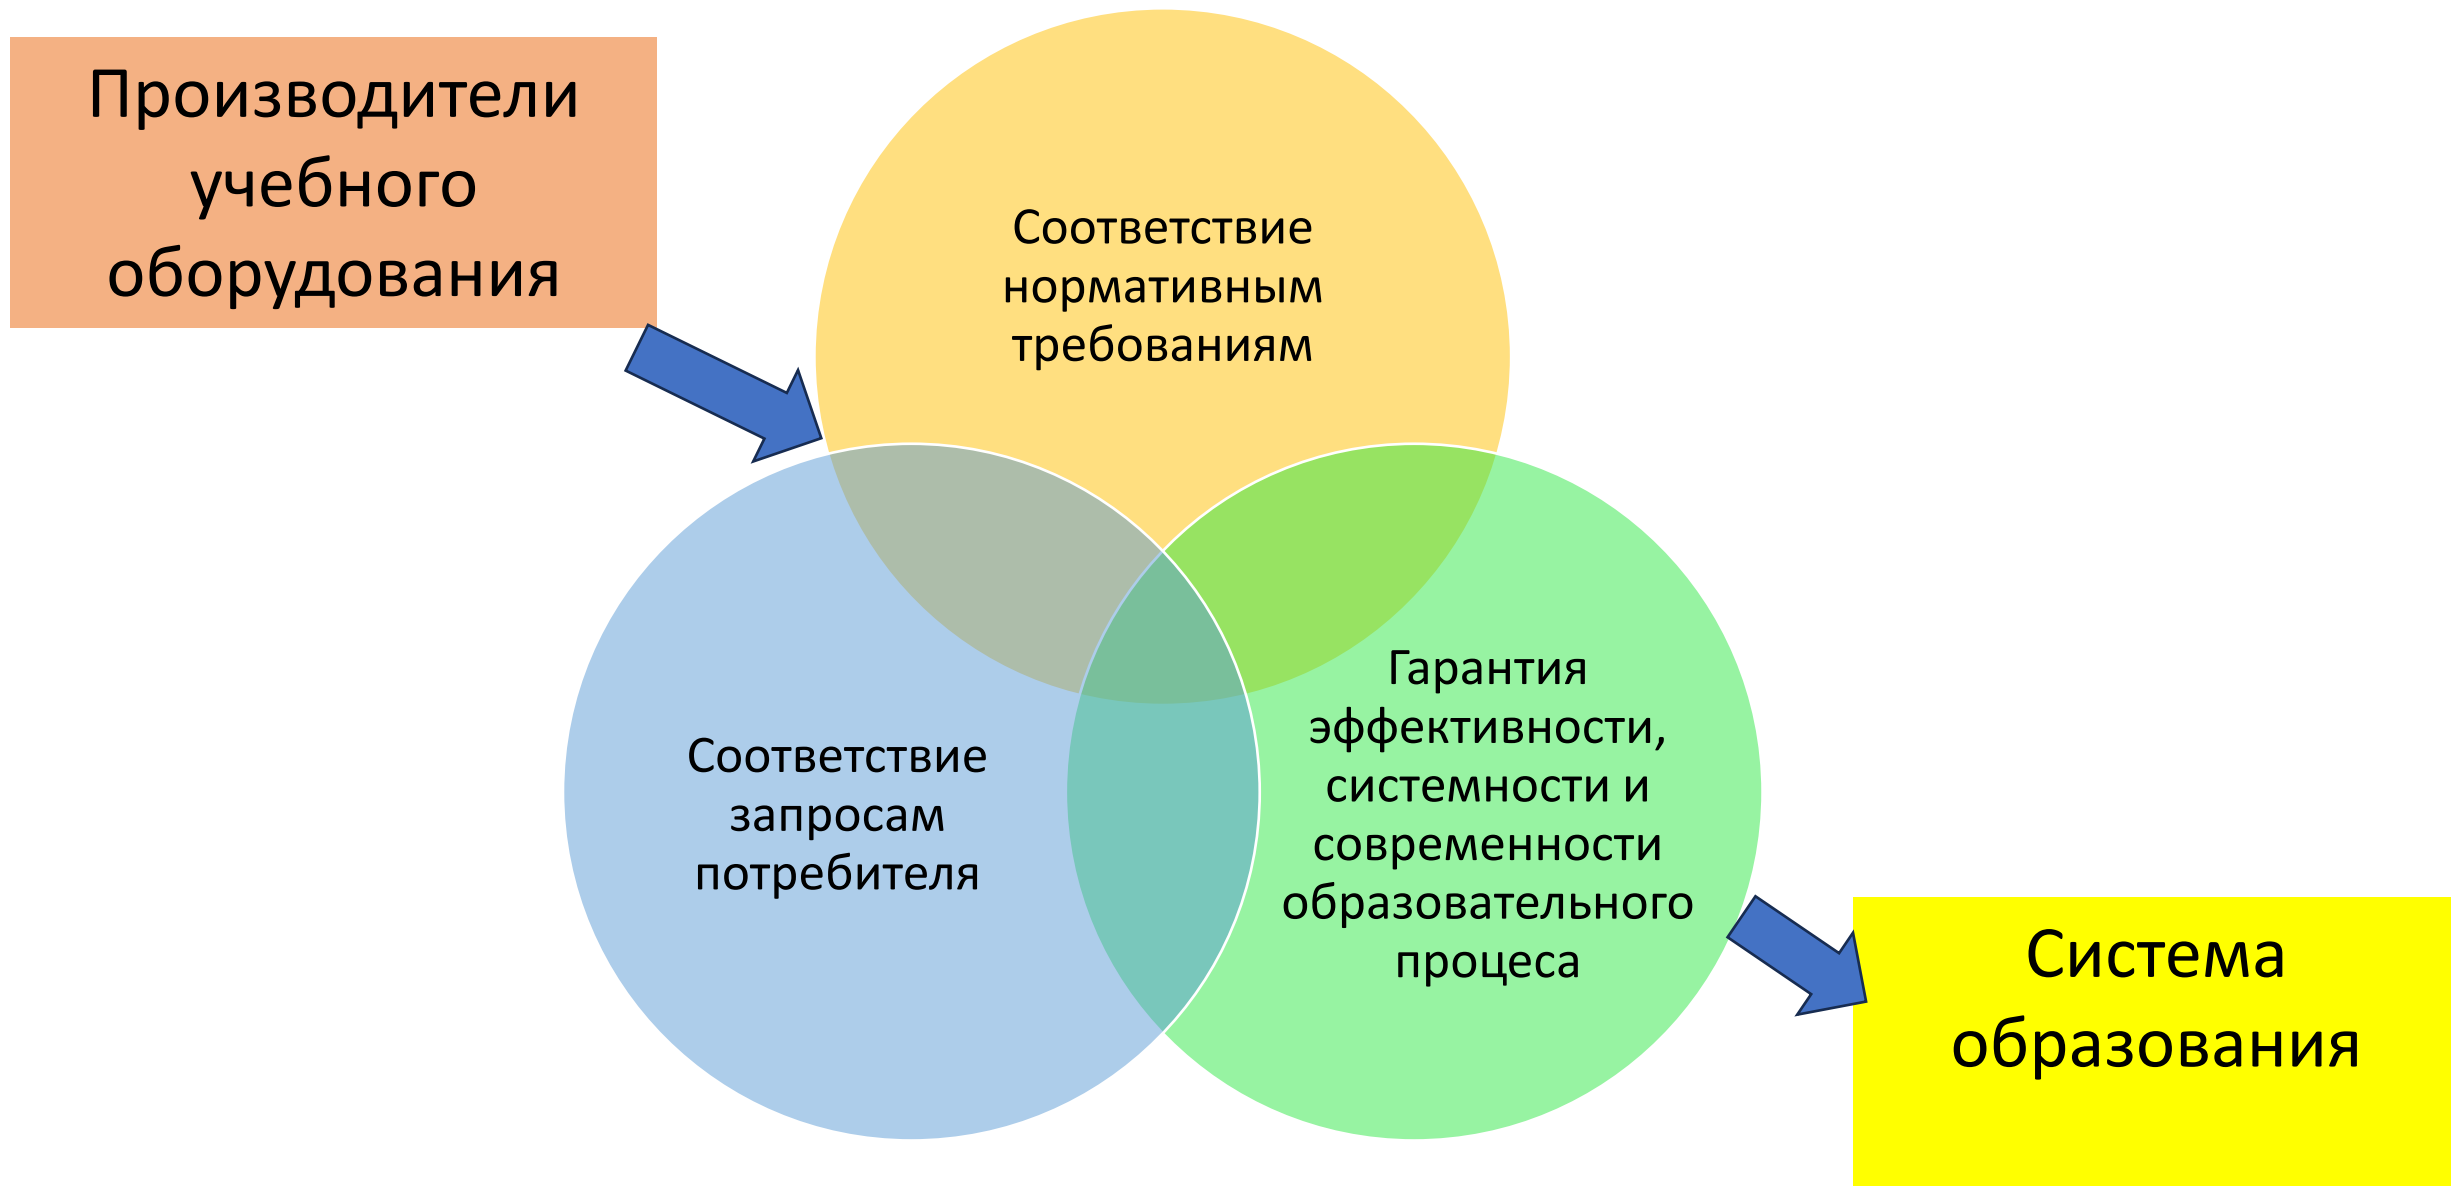 Производители
учебного
оборудования
Соответствие
нормативным
требованиям
Соответствие
запросам
потребителя
Гарантия
эффективности,
системности и
современности
образовательного
процеса
Система
образования